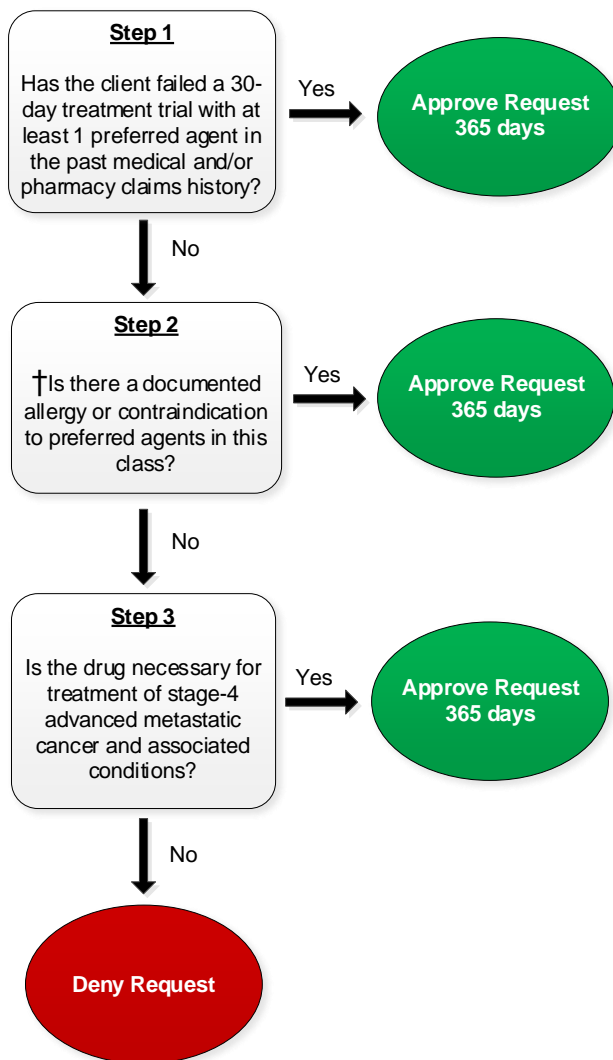 Step 1
Has the client failed a 30-
day treatment trial with at
least 1 preferred agent in
the past medical and/or
pharmacy claims history?
Yes
Approve Request
365 days
No
Step 2
†Is there a documented
allergy or contraindication
to preferred agents in this
class?
Yes
Approve Request
365 days
No
Step 3
Is the drug necessary for
treatment of stage-4
advanced metastatic
cancer and associated
conditions?
Yes
Approve Request
365 days
No
Deny Request